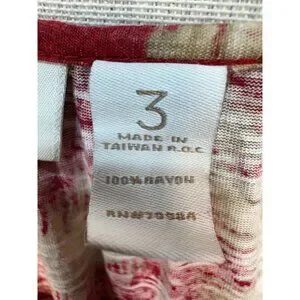 3
MADE IN
TAIWAN R.O.C.
100% RAYON